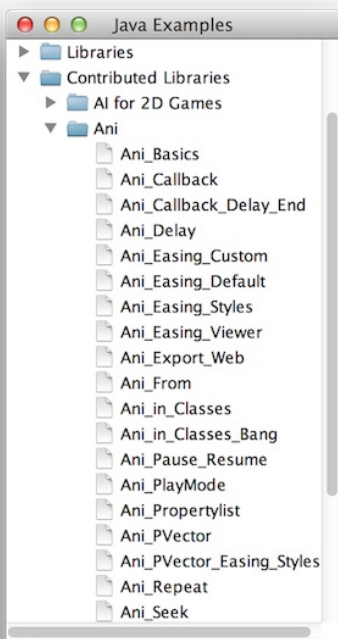 Java Examples
Libraries
Contributed Libraries
AI for 2D Games
Ani
Ani_Basics
Ani_Callback
Ani_Callback_Delay_End
Ani_Delay
Ani_Easing_Custom
Ani_Easing_Default
Ani_Easing_Styles
Ani_Easing_Viewer
Ani_Export_Web
Ani_From
Ani_in_Classes
Ani_in_Classes_Bang
Ani_Pause_Resume
Ani_PlayMode
Ani_Propertylist
Ani_PVector
Ani_PVector_Easing_Styles
Ani_Repeat
Ani_Seek